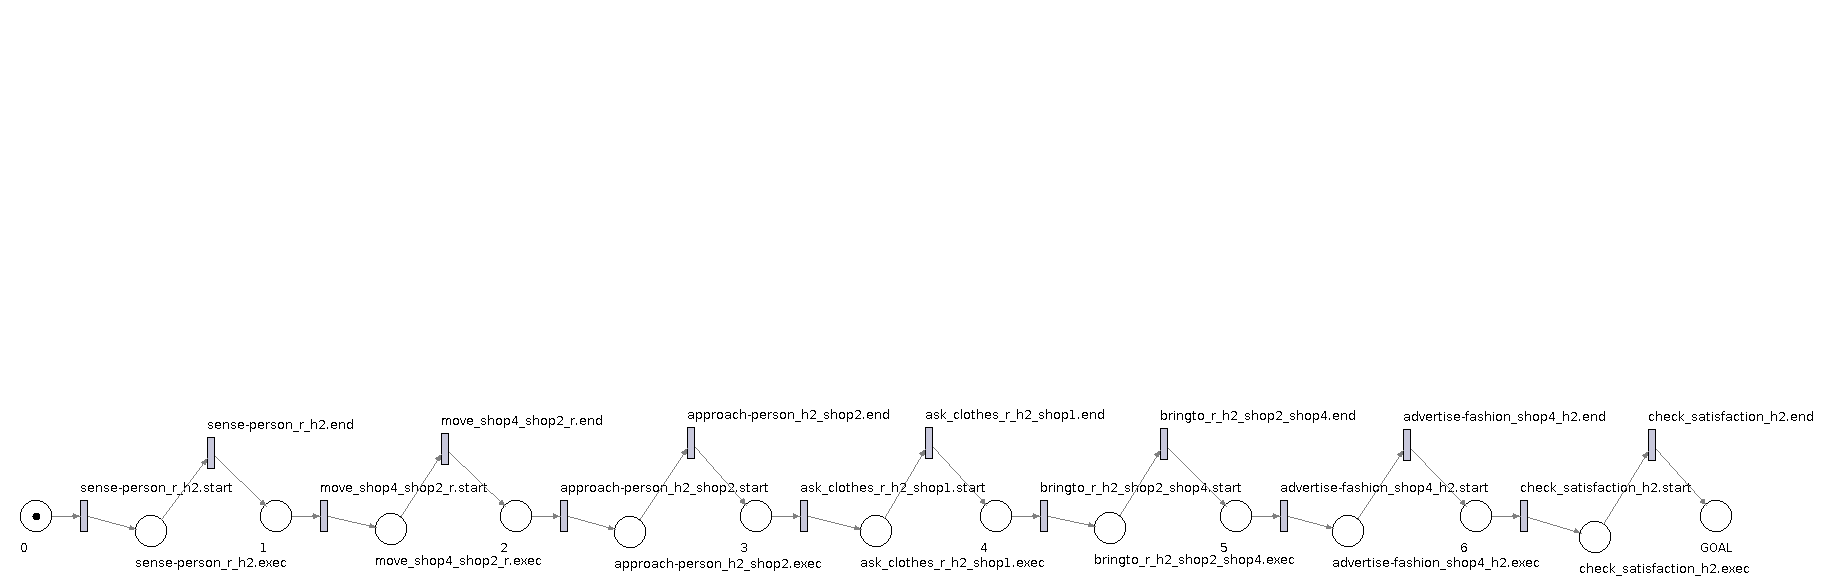 sense-person_r_h2.end
move_shop4_shop2_r.end
approach-person_h2_shop2.end
ask_clothes_r_h2_shop1.end
bringto_r_h2_shop2_shop4.end
advertise-fashion_shop4_h2.end
check_satisfaction_h2.end
sense-person_r_h2.start
move_shop4_shop2_r.start
approach-person_h2_shop2.start
ask_clothes_r_h2_shop1.start
bringto_r_h2_shop2_shop4.start
advertise-fashion_shop4_h2.start
check_satisfaction_h2.start
0
1
2
3
4
5
6
GOAL
sense-person_r_h2.exec
move_shop4_shop2_r.exec
approach-person_h2_shop2.exec
ask_clothes_r_h2_shop1.exec
bringto_r_h2_shop2_shop4.exec
advertise-fashion_shop4_h2.exec
check_satisfaction_h2.exec